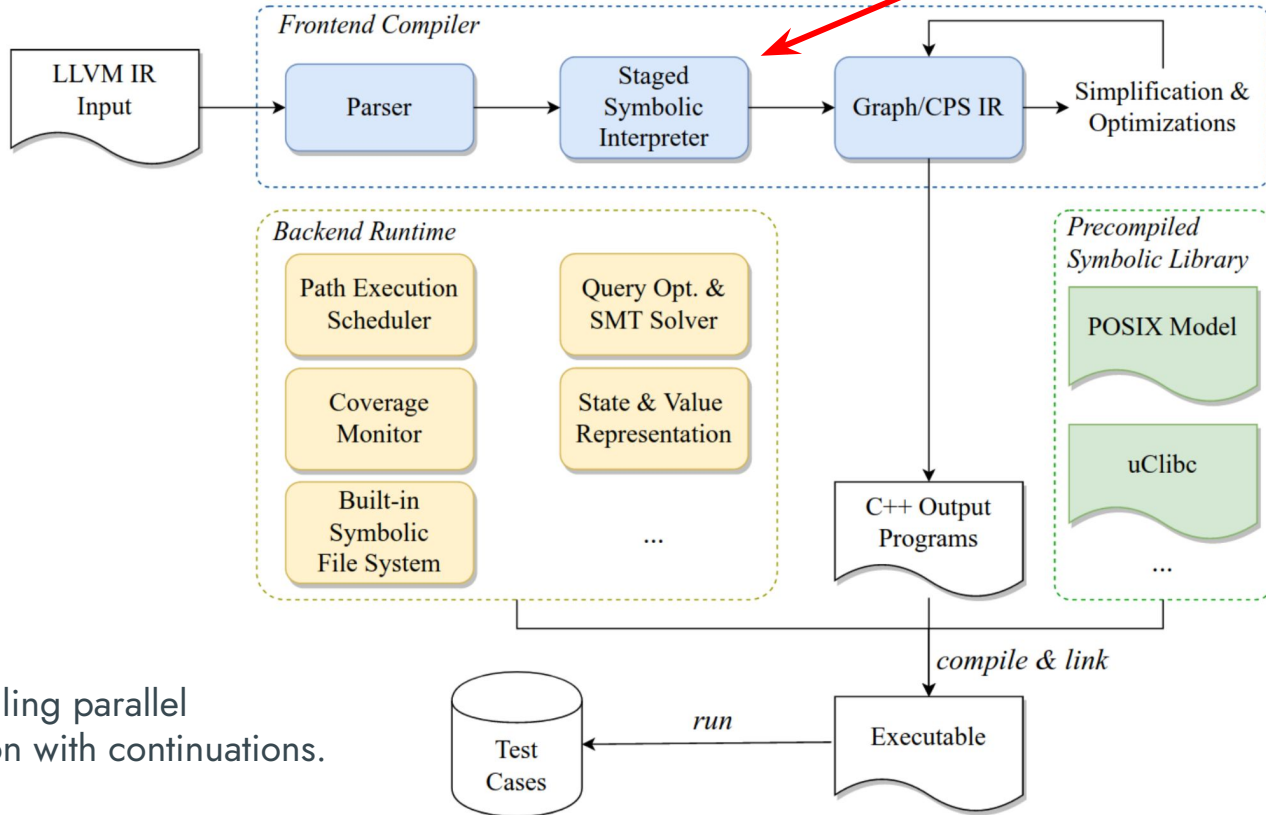 Frontend Compiler
LLVM IR
Input
Parser
Staged
Symbolic
Interpreter
Graph/CPS IR
Simplification &
Optimizations
Backend Runtime
Path Execution
Scheduler
Query Opt. &
SMT Solver
Coverage
Monitor
State & Value
Representation
Built-in
Symbolic
File System
...
Precompiled
Symbolic Library
POSIX Model
uClibc
...
C++ Output
Programs
compile & link
Executable
run
Test
Cases
parallel
with continuations.